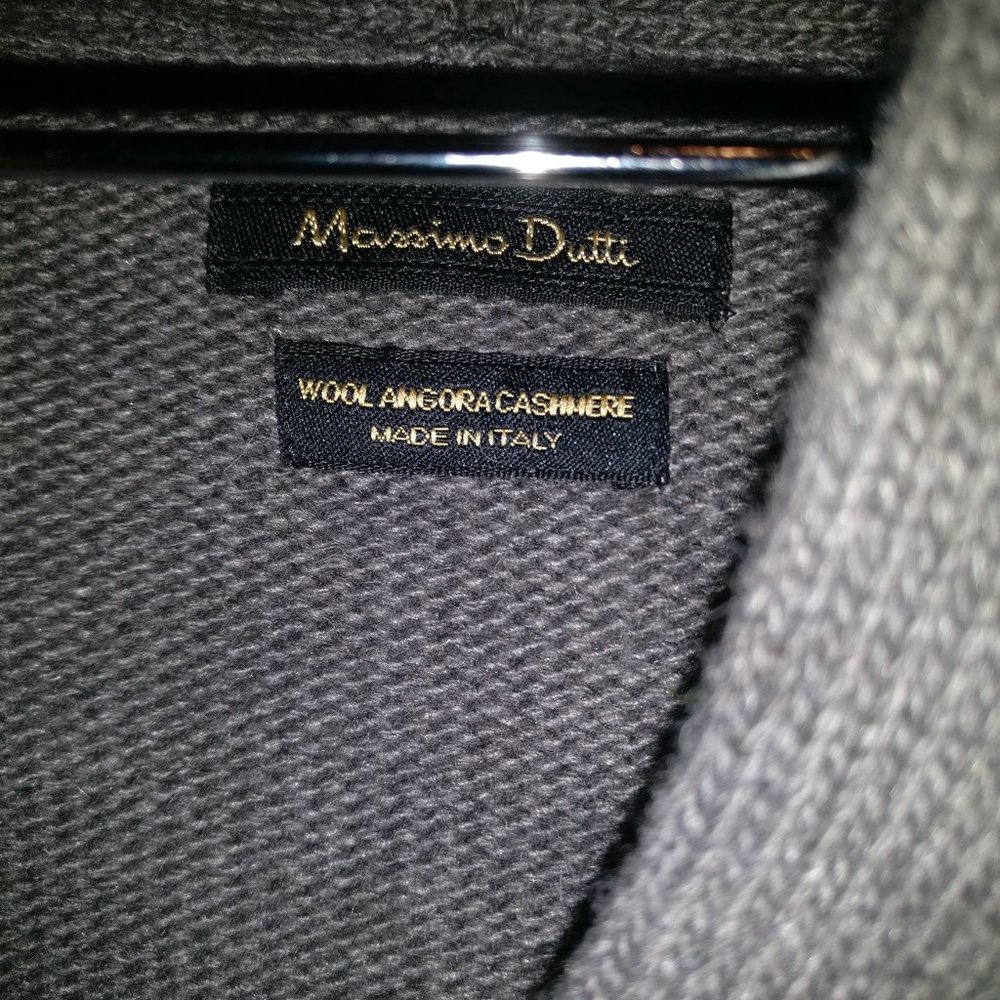 Massimo Dutti
WOOL ANGORA CASHMERE
MADE IN ITALY